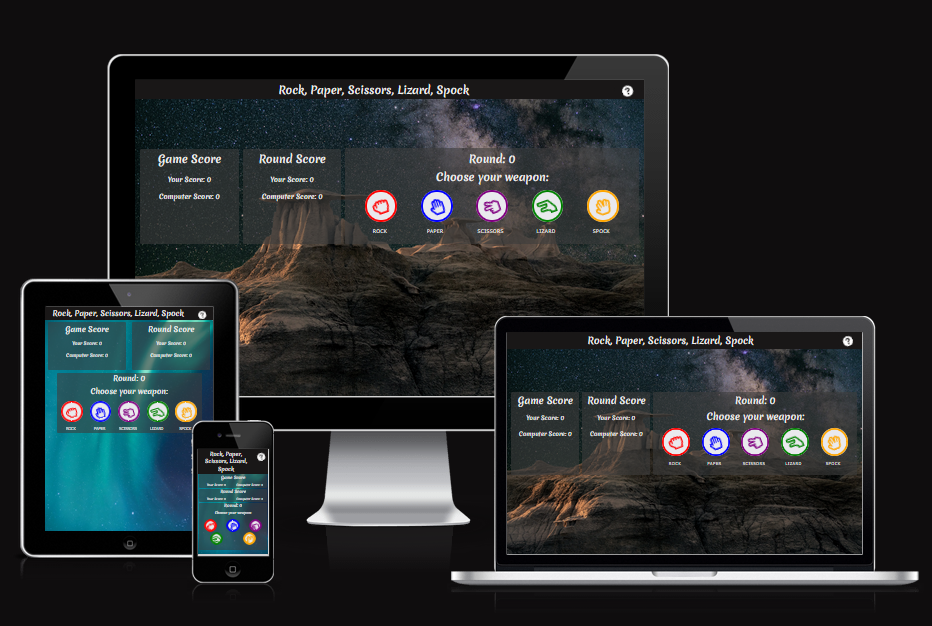 Rock, Paper, Scissors, Lizard, Spock
?
Game Score
Your Score: 0
Computer Score: 0
Round Score
Your Score: 0
Computer Score: 0
Round: 0
Choose your weapon:
ROCK PAPER SCISSORS LIZARD SPOCK
Rock, Paper, Scissors, Lizard, Spock
?
Game Score
Your Score: 0
Computer Score: 0
Round Score
Your Score: 0
Computer Score: 0
Round: 0
Choose your weapon:
ROCK PAPER SCISSORS LIZARD SPOCK
Rock, Paper,
Scissors, Lizard,
Spock
?
Game Score
Your Score: 0 Computer Score: 0
Round Score
Your Score: 0 Computer Score: 0
Round: 0
Choose your weapon:
Rock, Paper, Scissors, Lizard, Spock
?
Game Score
Your Score: 0
Computer Score: 0
Round Score
Your Score: 0
Computer Score: 0
Round: 0
Choose your weapon:
ROCK PAPER SCISSORS LIZARD SPOCK